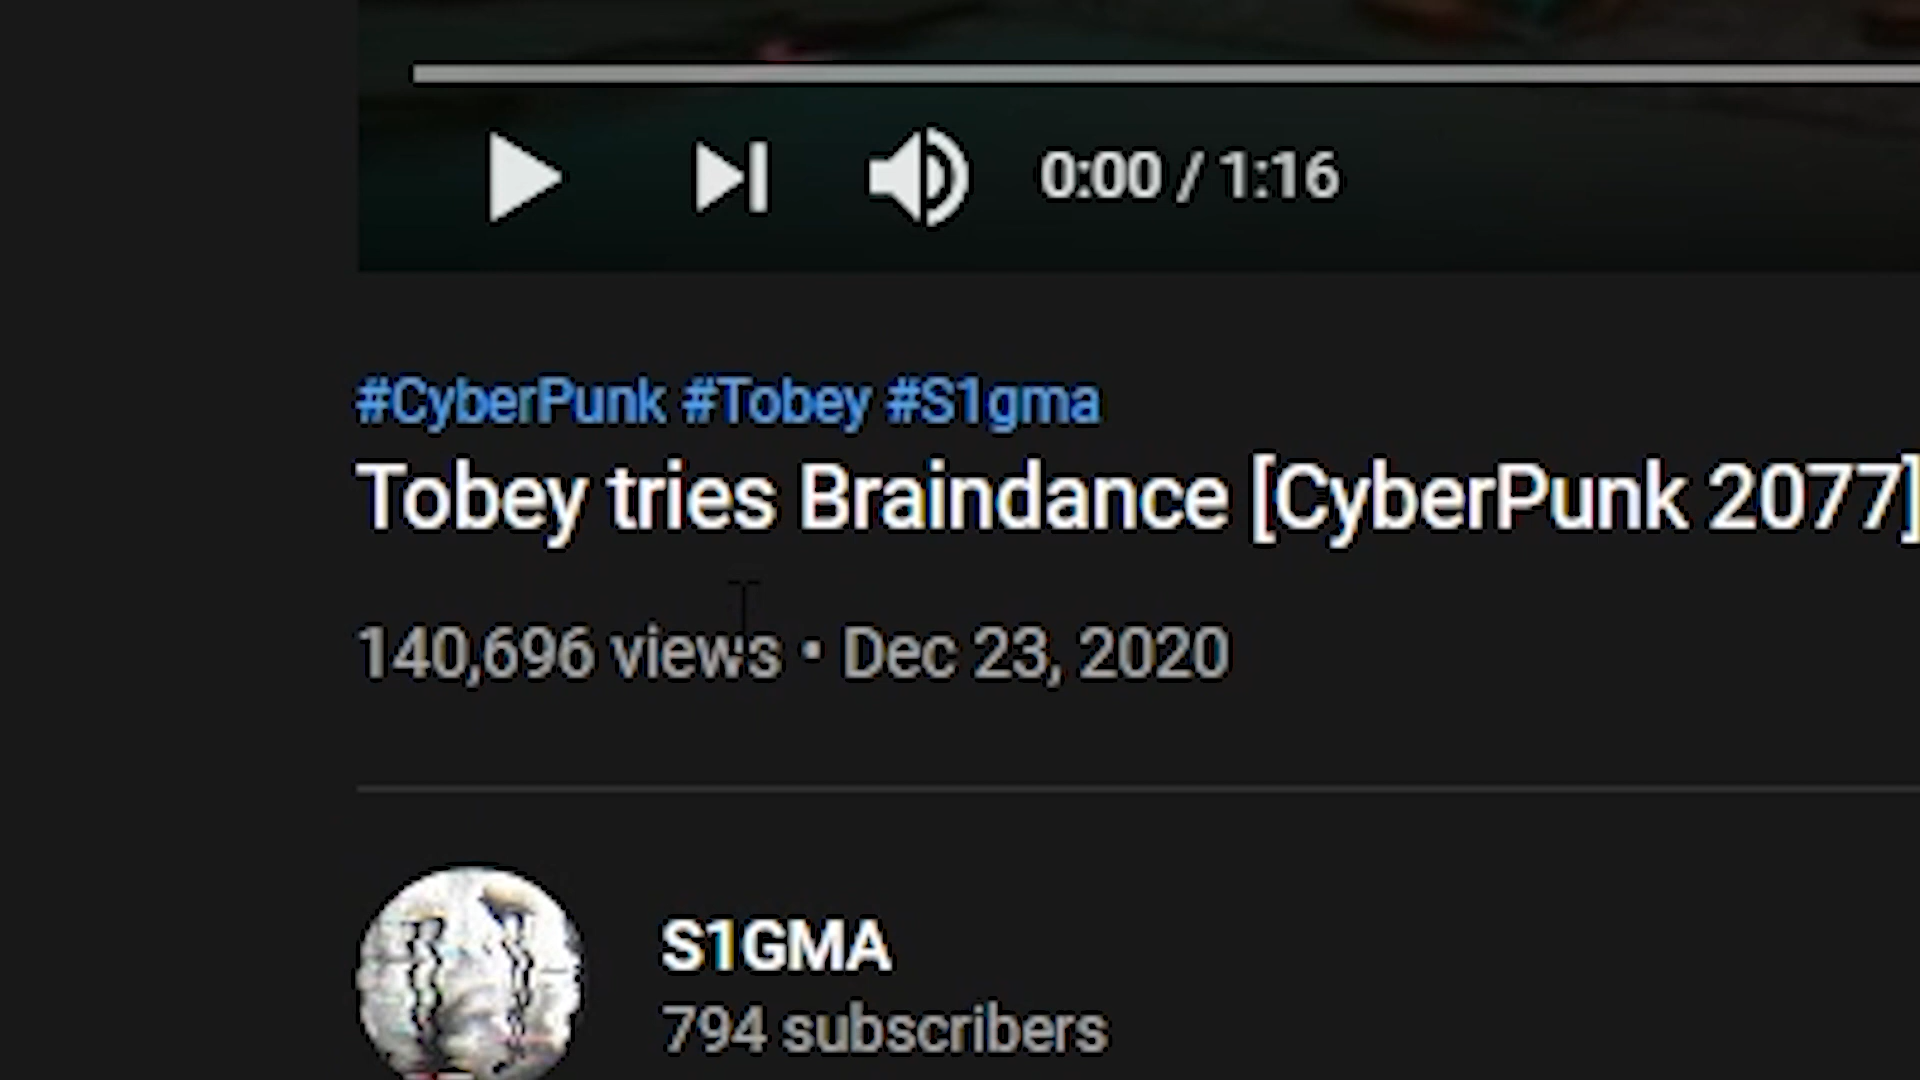 0:00 / 1:16
#CyberPunk #Tobey #S1gma
Tobey tries Braindance [CyberPunk 2077]
140,696 views • Dec 23, 2020
S1GMA
794 subscribers